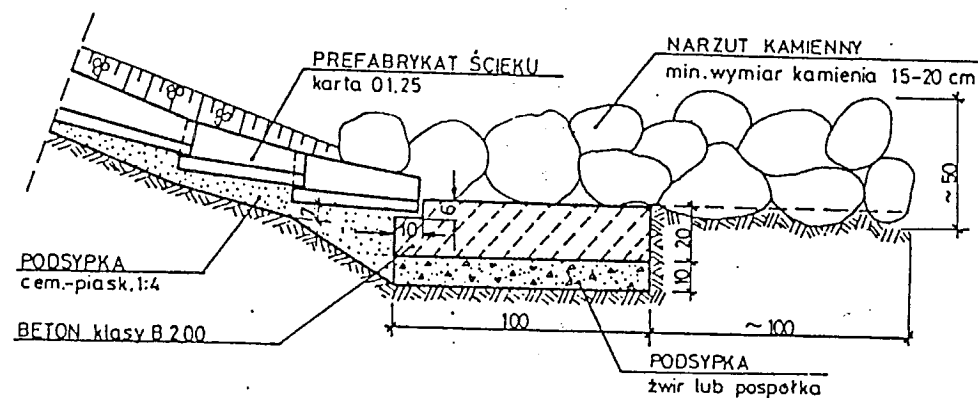 PREFABRYKAT ŚCIEKU
karta 01.25
NARZUT KAMIENNY
min. wymiar kamienia 15-20 cm
~50
7
10
6
20
10
PODSYPKA
cem.-piask. 1:4
BETON klasy B.200
100
~100
PODSYPKA
żwir lub pospółka